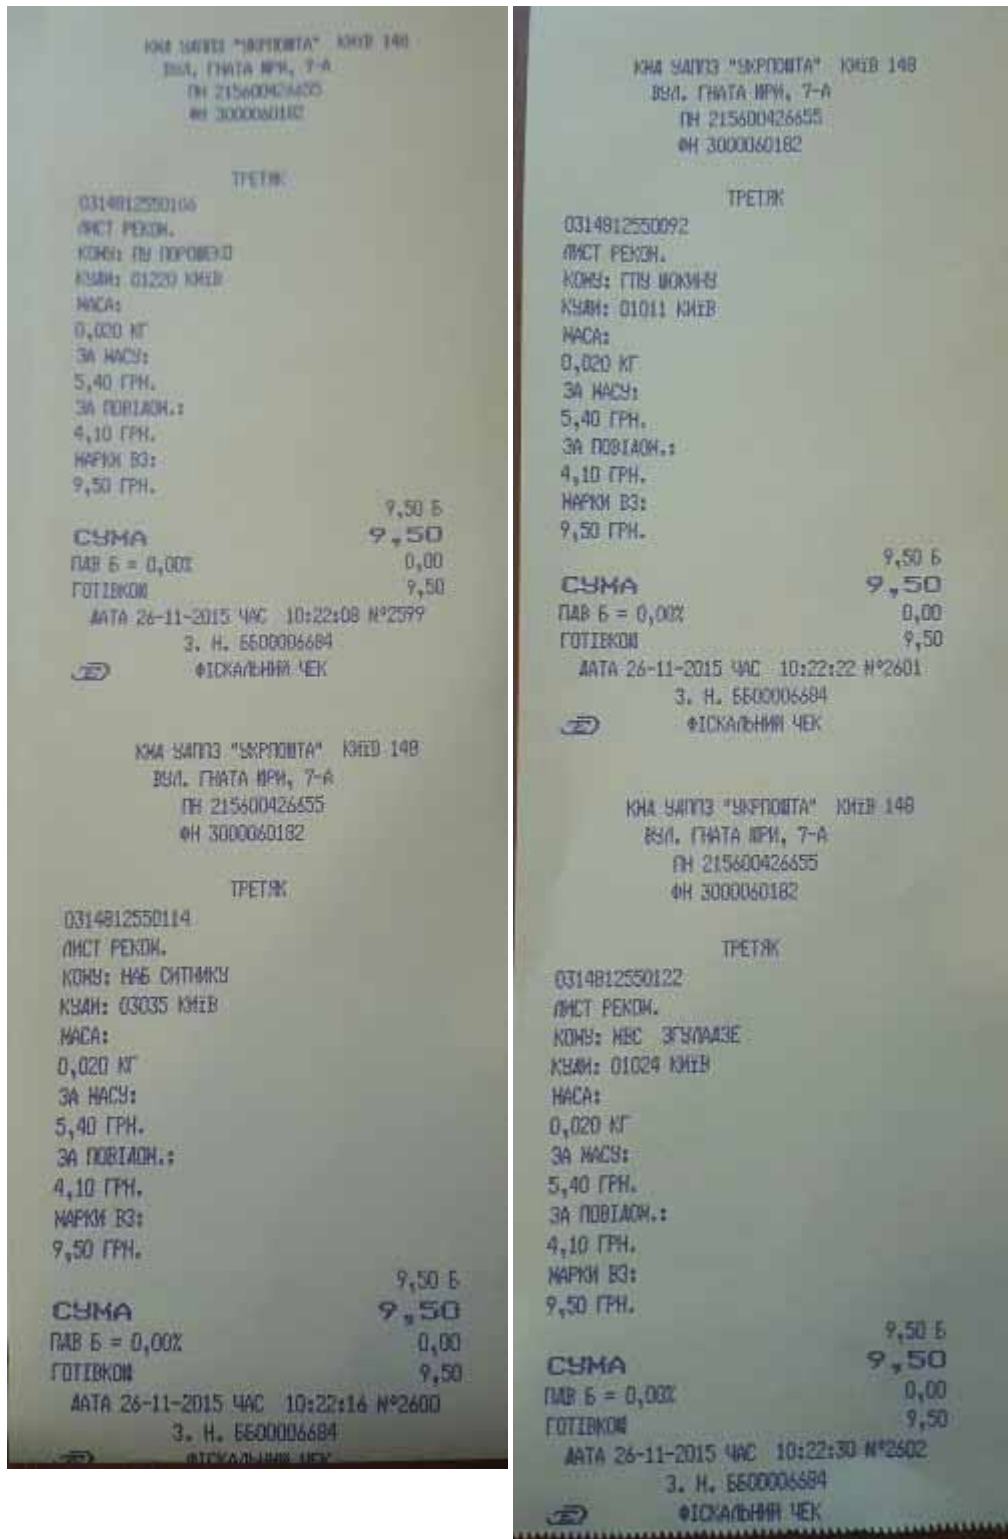 КМД УДППЗ "УКРПОШТА" КИЇВ 148
ВУЛ. ГНАТА ЮРИ, 7-А
ПН 215600426655
ФН 3000060182
ТРЕТЯК
0314812550106
ЛИСТ РЕКОМ.
КОМУ: ПУ ПОРОШЕКО
КУДИ: 01220 КИЇВ
МАСА:
0,020 КГ
ЗА МАСУ:
5,40 ГРН.
ЗА ПОВІДОМ.:
4,10 ГРН.
МАРКИ ВЗ:
9,50 ГРН.
9,50 Б
СУМА 9,50
ПДВ Б = 0,00% 0,00
ГОТІВКОЮ 9,50
ДАТА 26-11-2015 ЧАС 10:22:08 №2599
З. Н. ББ00006684
ФІСКАЛЬНИЙ ЧЕК
КМД УДППЗ "УКРПОШТА" КИЇВ 148
ВУЛ. ГНАТА ЮРИ, 7-А
ПН 215600426655
ФН 3000060182
ТРЕТЯК
0314812550114
ЛИСТ РЕКОМ.
КОМУ: НАБ СИТНИКУ
КУДИ: 03035 КИЇВ
МАСА:
0,020 КГ
ЗА МАСУ:
5,40 ГРН.
ЗА ПОВІДОМ.:
4,10 ГРН.
МАРКИ ВЗ:
9,50 ГРН.
9,50 Б
СУМА 9,50
ПДВ Б = 0,00% 0,00
ГОТІВКОЮ 9,50
ДАТА 26-11-2015 ЧАС 10:22:16 №2600
З. Н. ББ00006684
ФІСКАЛЬНИЙ ЧЕК
КМД УДППЗ "УКРПОШТА" КИЇВ 148
ВУЛ. ГНАТА ЮРИ, 7-А
ПН 215600426655
ФН 3000060182
ТРЕТЯК
0314812550092
ЛИСТ РЕКОМ.
КОМУ: ГПУ ШОКИНУ
КУДИ: 01011 КИЇВ
МАСА:
0,020 КГ
ЗА МАСУ:
5,40 ГРН.
ЗА ПОВІДОМ.:
4,10 ГРН.
МАРКИ ВЗ:
9,50 ГРН.
9,50 Б
СУМА 9,50
ПДВ Б = 0,00% 0,00
ГОТІВКОЮ 9,50
ДАТА 26-11-2015 ЧАС 10:22:22 №2601
З. Н. ББ00006684
ФІСКАЛЬНИЙ ЧЕК
КМД УДППЗ "УКРПОШТА" КИЇВ 148
ВУЛ. ГНАТА ЮРИ, 7-А
ПН 215600426655
ФН 3000060182
ТРЕТЯК
0314812550122
ЛИСТ РЕКОМ.
КОМУ: МВС ЗГУЛАДЗЕ
КУДИ: 01024 КИЇВ
МАСА:
0,020 КГ
ЗА МАСУ:
5,40 ГРН.
ЗА ПОВІДОМ.:
4,10 ГРН.
МАРКИ ВЗ:
9,50 ГРН.
9,50 Б
СУМА 9,50
ПДВ Б = 0,00% 0,00
ГОТІВКОЮ 9,50
ДАТА 26-11-2015 ЧАС 10:22:30 №2602
З. Н. ББ00006684
ФІСКАЛЬНИЙ ЧЕК